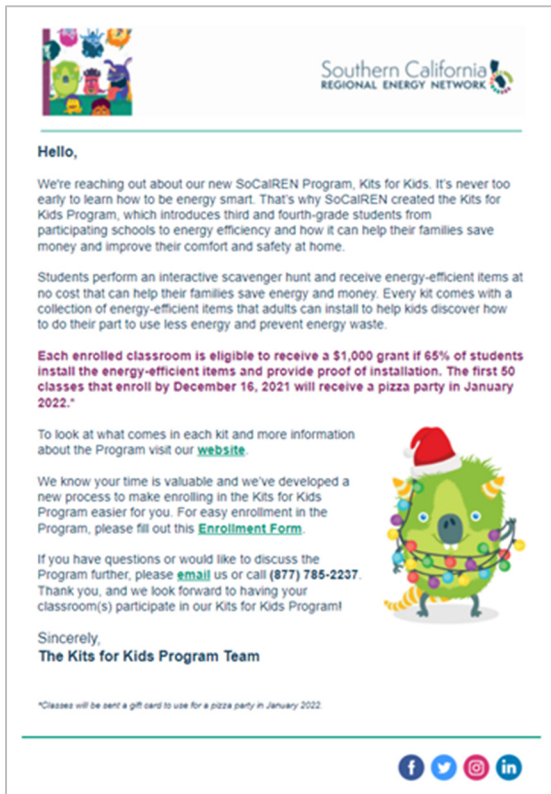 Southern California
REGIONAL ENERGY NETWORK
Hello,
We're reaching out about our new SoCalREN Program, Kits for Kids. It's never too
early to learn how to be energy smart. That's why SoCalREN created the Kits for
Kids Program, which introduces third and fourth-grade students from
participating schools to energy efficiency and how it can help their families save
money and improve their comfort and safety at home.
Students perform an interactive scavenger hunt and receive energy-efficient items at
no cost that can help their families save energy and money. Every kit comes with a
collection of energy-efficient items that adults can install to help kids discover how
to do their part to use less energy and prevent energy waste.
Each enrolled classroom is eligible to receive a $1,000 grant if 65% of students
install the energy-efficient items and provide proof of installation. The first 50
classes that enroll by December 16, 2021 will receive a pizza party in January
2022.*
To look at what comes in each kit and more information
about the Program visit our website.
We know your time is valuable and we've developed a
new process to make enrolling in the Kits for Kids
Program easier for you. For easy enrollment in the
Program, please fill out this Enrollment Form.
If you have questions or would like to discuss the
Program further, please email us or call (877) 785-2237.
Thank you, and we look forward to having your
classroom(s) participate in our Kits for Kids Program!
Sincerely,
The Kits for Kids Program Team
*Classes will be sent a gift card to use for a pizza party in January 2022.